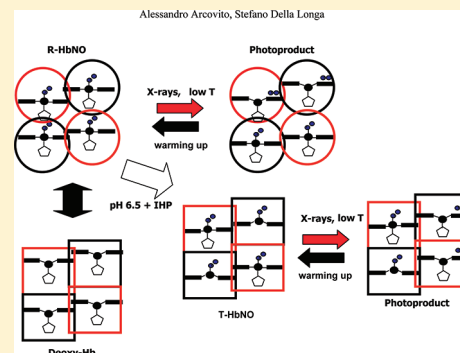 Alessandro Arcovito, Stefano Della Longa
R-HbNO
Photoproduct
X-rays, low T
warming up
pH 6.5 + IHP
X-rays, low T
warming up
T-HbNO
Photoproduct
Deoxy-Hb